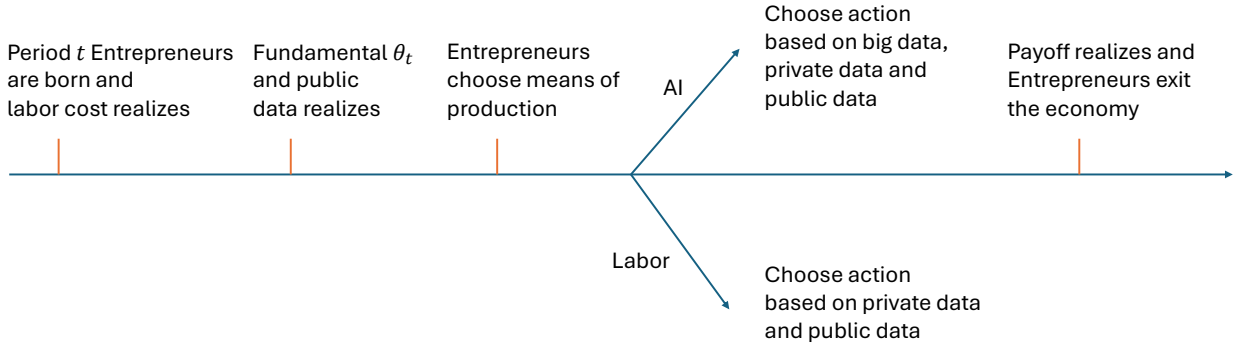 Period t Entrepreneurs
are born and
labor cost realizes
Fundamental θ_t
and public
data realizes
Entrepreneurs
choose means of
production
AI
Choose action
based on big data,
private data and
public data
Payoff realizes and
Entrepreneurs exit
the economy
Labor
Choose action
based on private data
and public data